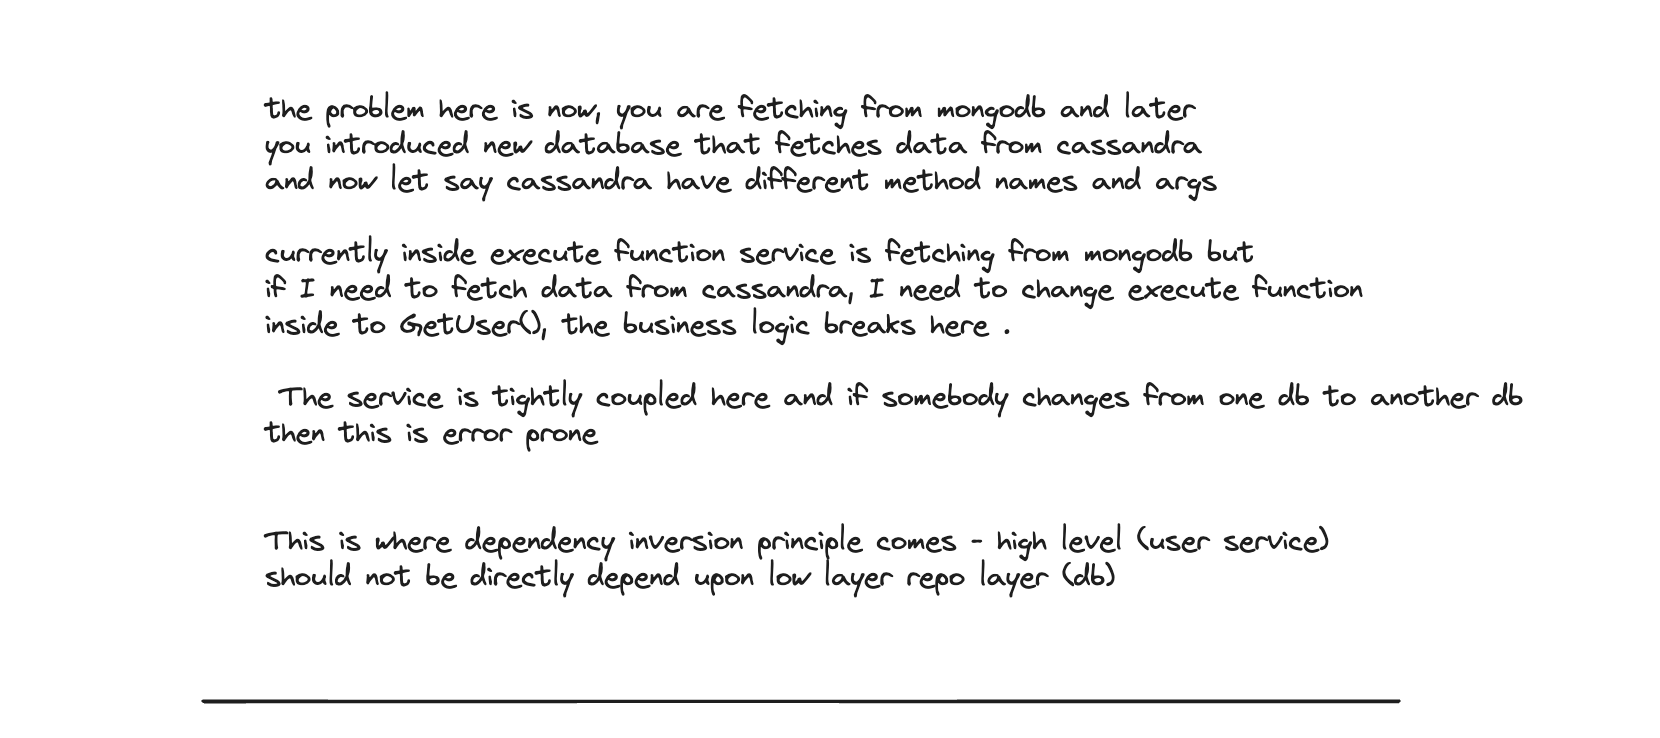 the problem here is now, you are fetching from mongodb and later
you introduced new database that fetches data from cassandra
and now let say cassandra have different method names and args
currently inside execute function service is fetching from mongodb but
if I need to fetch data from cassandra, I need to change execute function
inside to GetUser(), the business logic breaks here .
The service is tightly coupled here and if somebody changes from one db to another db
then this is error prone
This is where dependency inversion principle comes - high level (user service)
should not be directly depend upon low layer repo layer (db)